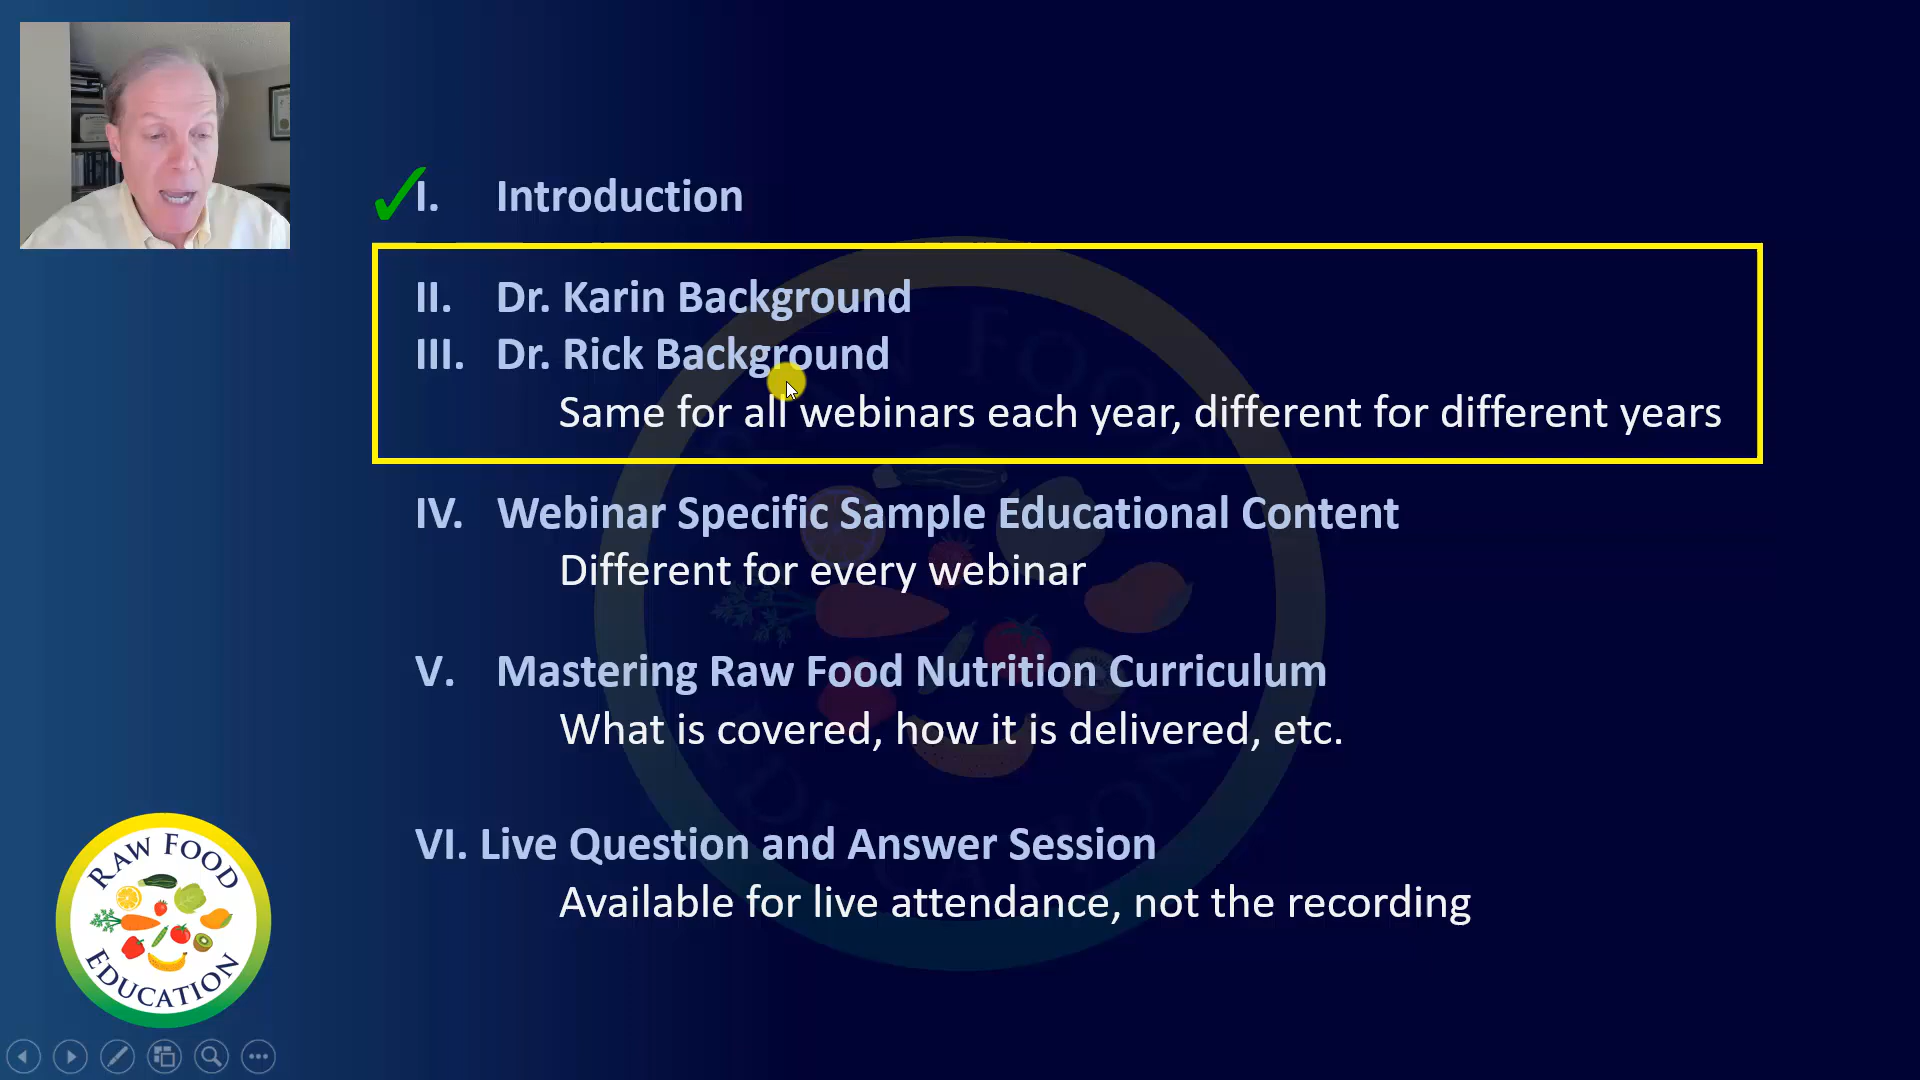 I. Introduction
II. Dr. Karin Background
III. Dr. Rick Background
Same for all webinars each year, different for different years
IV. Webinar Specific Sample Educational Content
Different for every webinar
V. Mastering Raw Food Nutrition Curriculum
What is covered, how it is delivered, etc.
VI. Live Question and Answer Session
Available for live attendance, not the recording
RAW FOOD
EDUCATION
RAW FOOD
EDUCATION